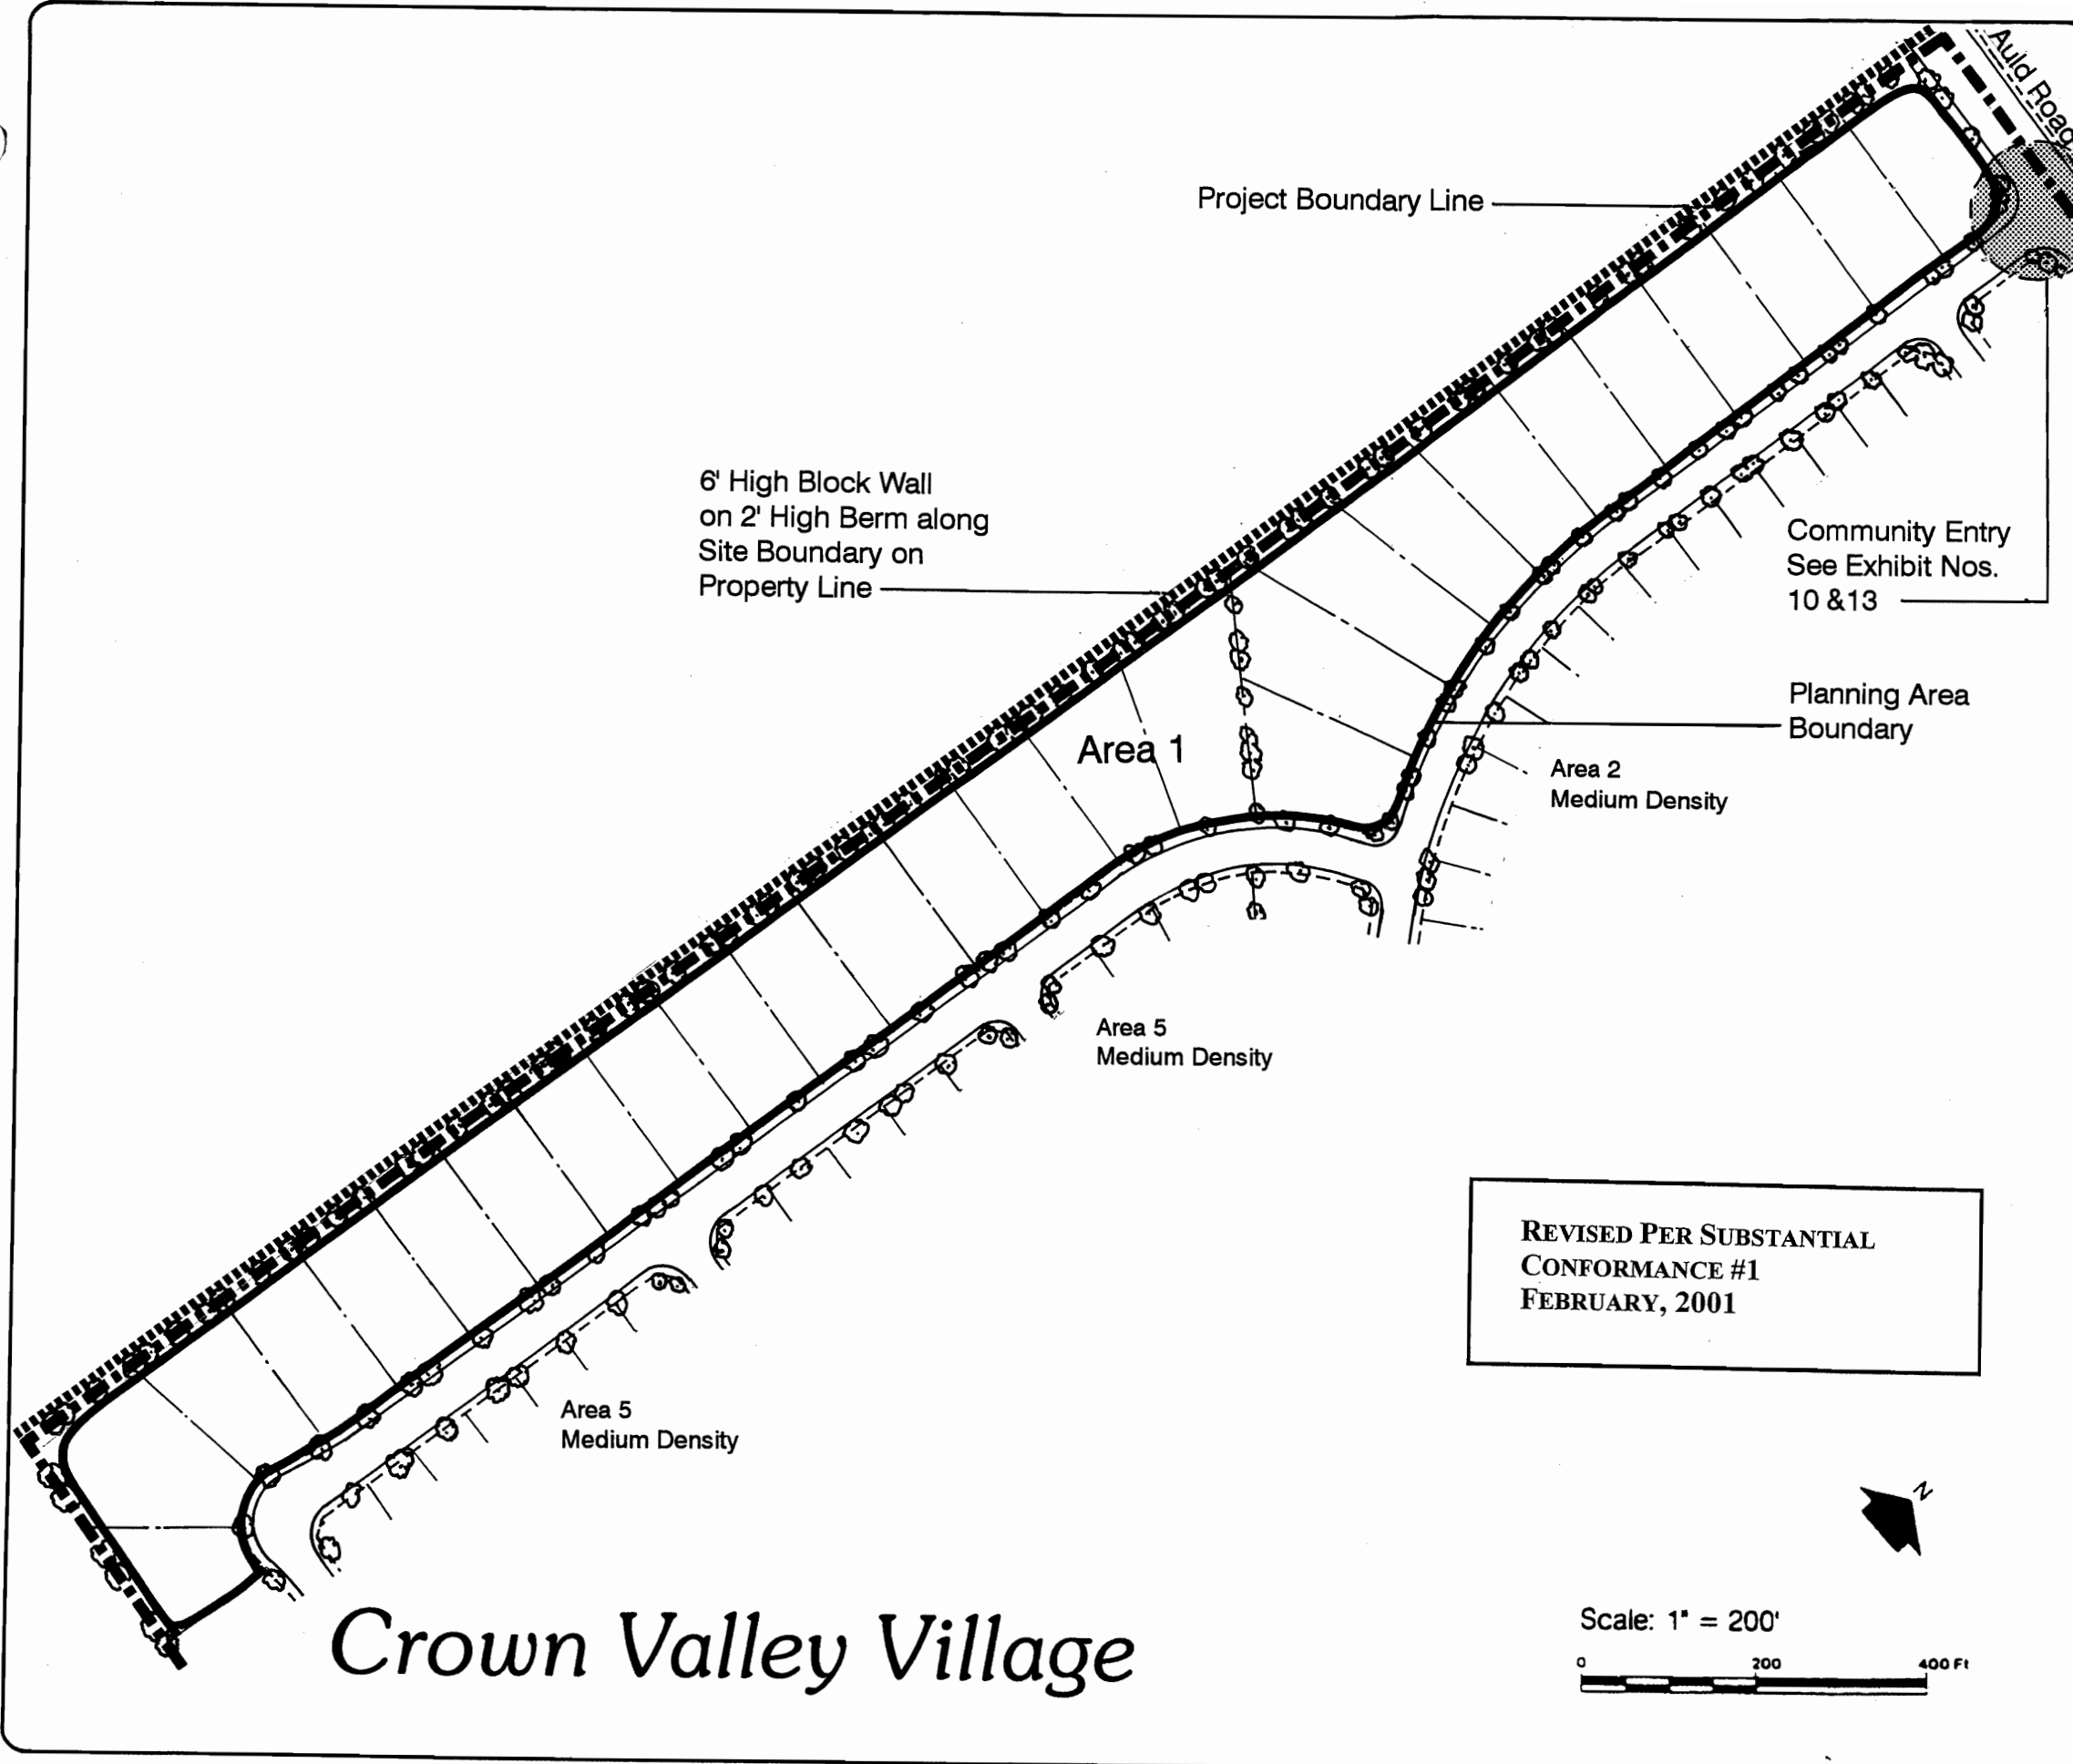 Auld Road
Project Boundary Line
6' High Block Wall
on 2' High Berm along
Site Boundary on
Property Line
Community Entry
See Exhibit Nos.
10 &13
Planning Area
Boundary
Area 1
Area 2
Medium Density
Area 5
Medium Density
REVISED PER SUBSTANTIAL
CONFORMANCE #1
FEBRUARY, 2001
Area 5
Medium Density
N
Crown Valley Village
Scale: 1" = 200'
0 200 400 Ft